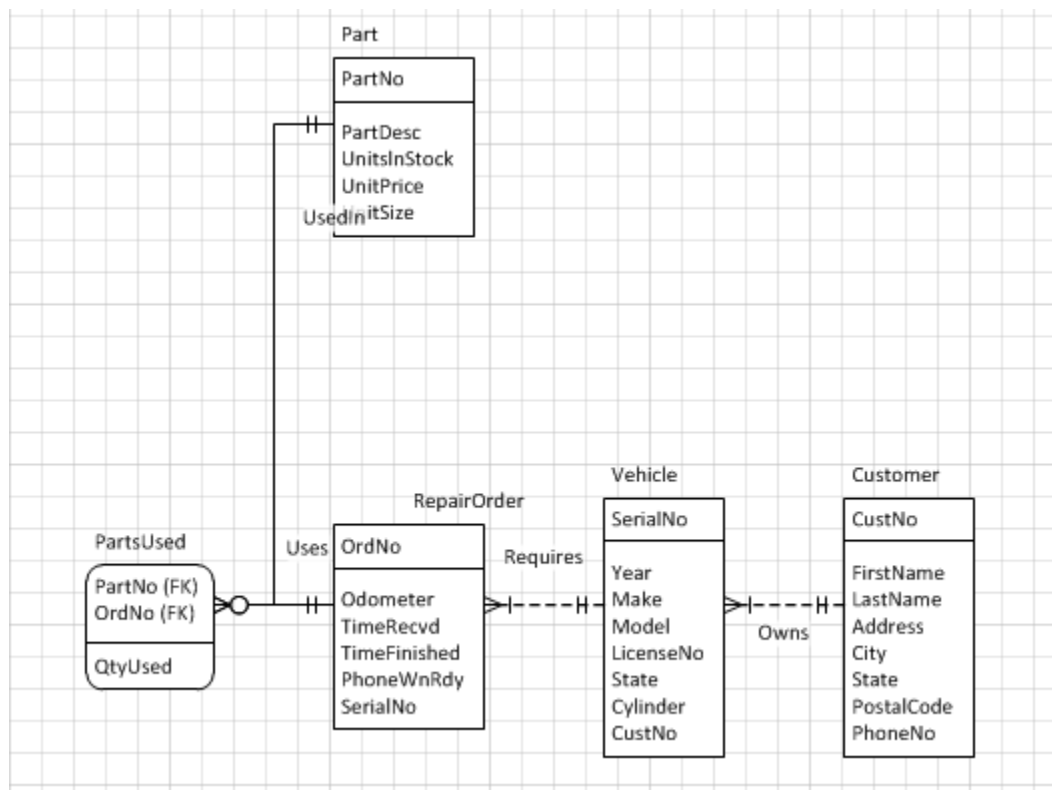 Part
PartNo
PartDesc
UnitsInStock
UnitPrice
UsedIn
itSize
Vehicle
Customer
RepairOrder
SerialNo
CustNo
PartsUsed
Uses
OrdNo
Requires
PartNo (FK)
OrdNo (FK)
QtyUsed
Odometer
TimeRecvd
TimeFinished
PhoneWnRdy
SerialNo
Year
Make
Model
LicenseNo
State
Cylinder
CustNo
Owns
FirstName
LastName
Address
City
State
PostalCode
PhoneNo